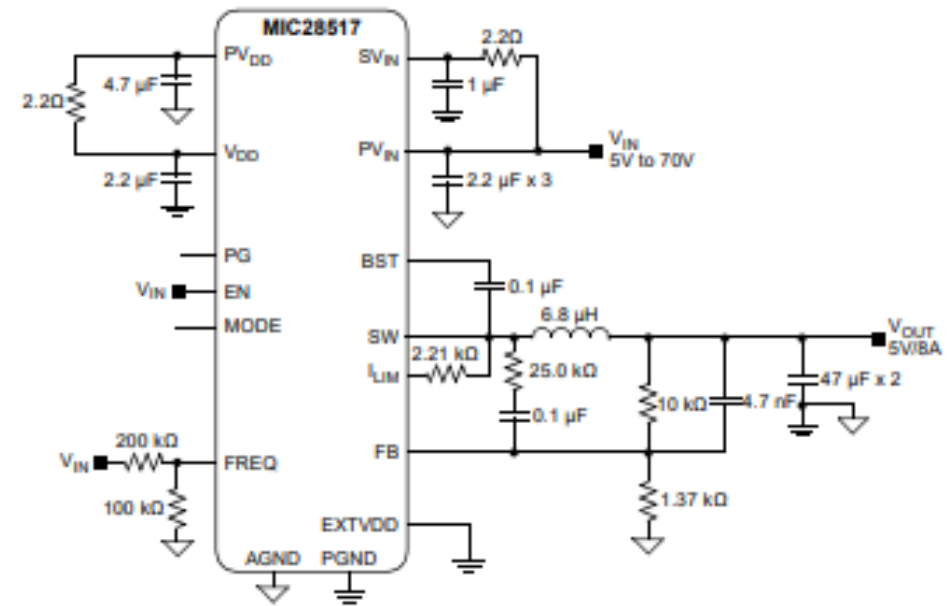 MIC28517
PVDD
4.7 µF
2.2Ω
VDD
2.2 µF
PG
VIN
EN
MODE
200 kΩ
VIN
FREQ
100 kΩ
AGND
PGND
SVIN
2.2Ω
1 µF
PVIN
VIN
5V to 70V
2.2 µF x 3
BST
0.1 µF
6.8 µH
SW
VOUT
5V/8A
2.21 kΩ
ILIM
25.0 kΩ
47 µF x 2
0.1 µF
10 kΩ
4.7 nF
FB
1.37 kΩ
EXTVDD